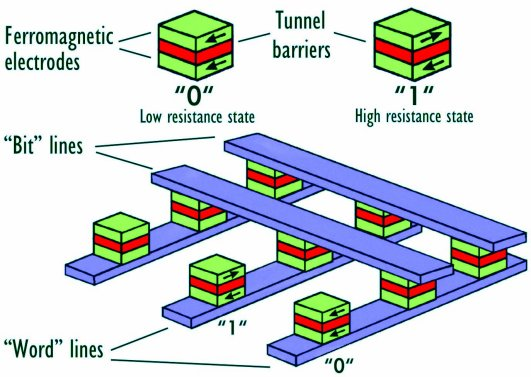 Ferromagnetic
electrodes
Tunnel
barriers
"0"
Low resistance state
"1"
High resistance state
"Bit" lines
"1"
"Word" lines
"0"